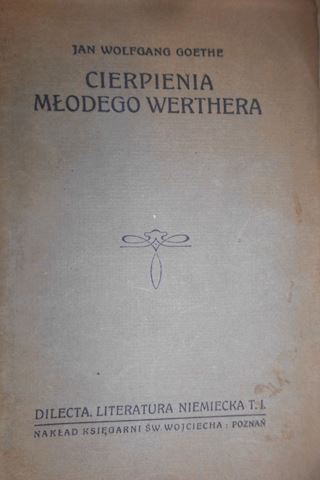 JAN WOLFGANG GOETHE
CIERPIENIA
MŁODEGO WERTHERA
DILECTA. LITERATURA NIEMIECKA T. I.
NAKŁAD KSIĘGARNI ŚW. WOJCIECHA : POZNAŃ